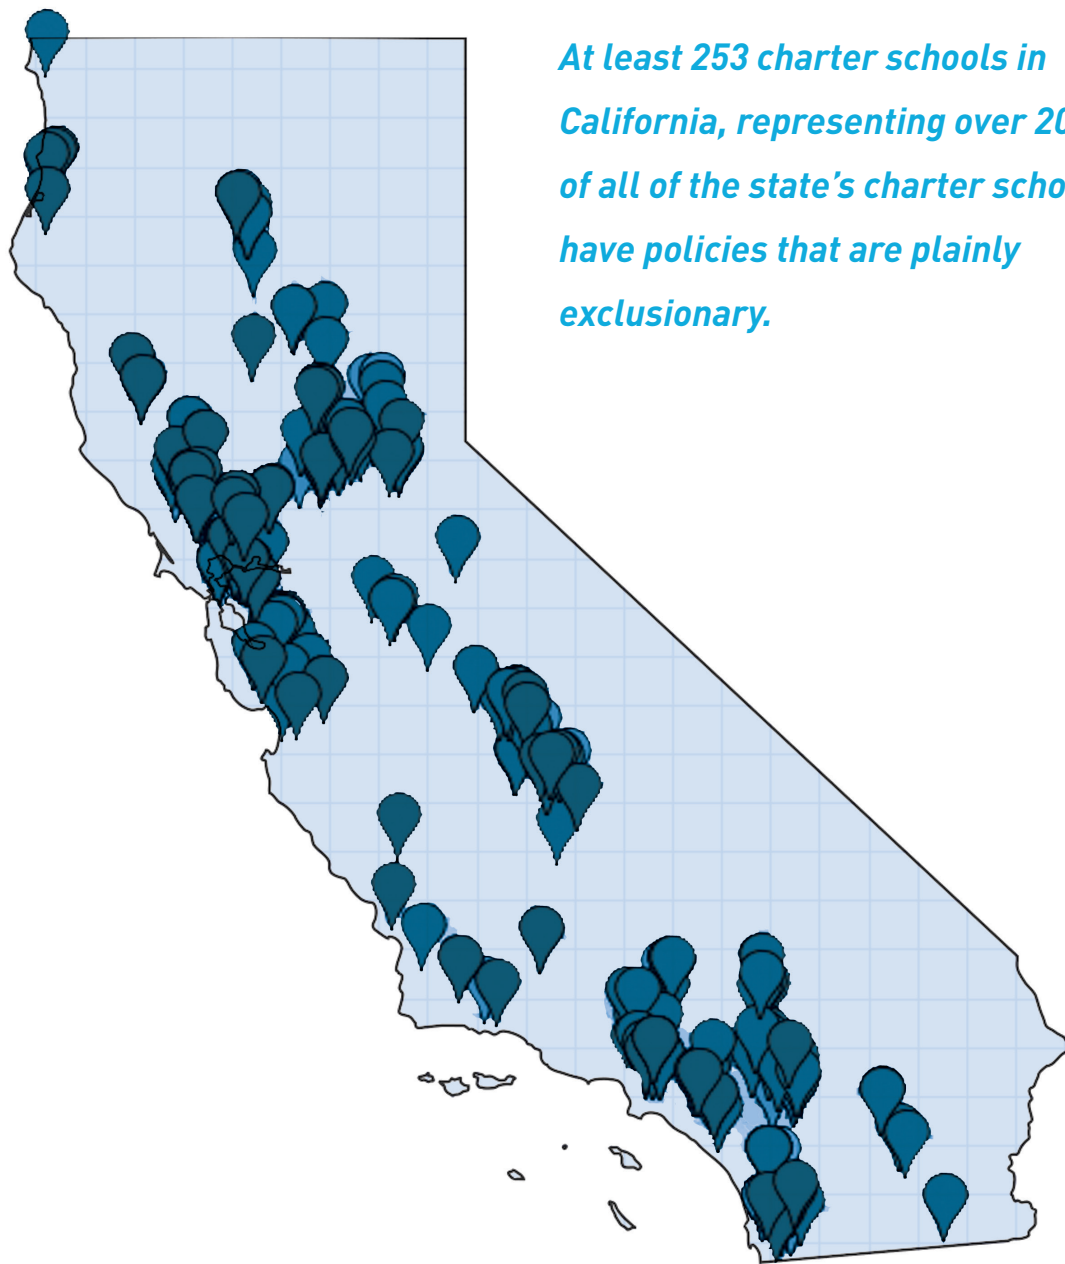 At least 253 charter schools in
California, representing over 20
of all of the state's charter scho
have policies that are plainly
exclusionary.